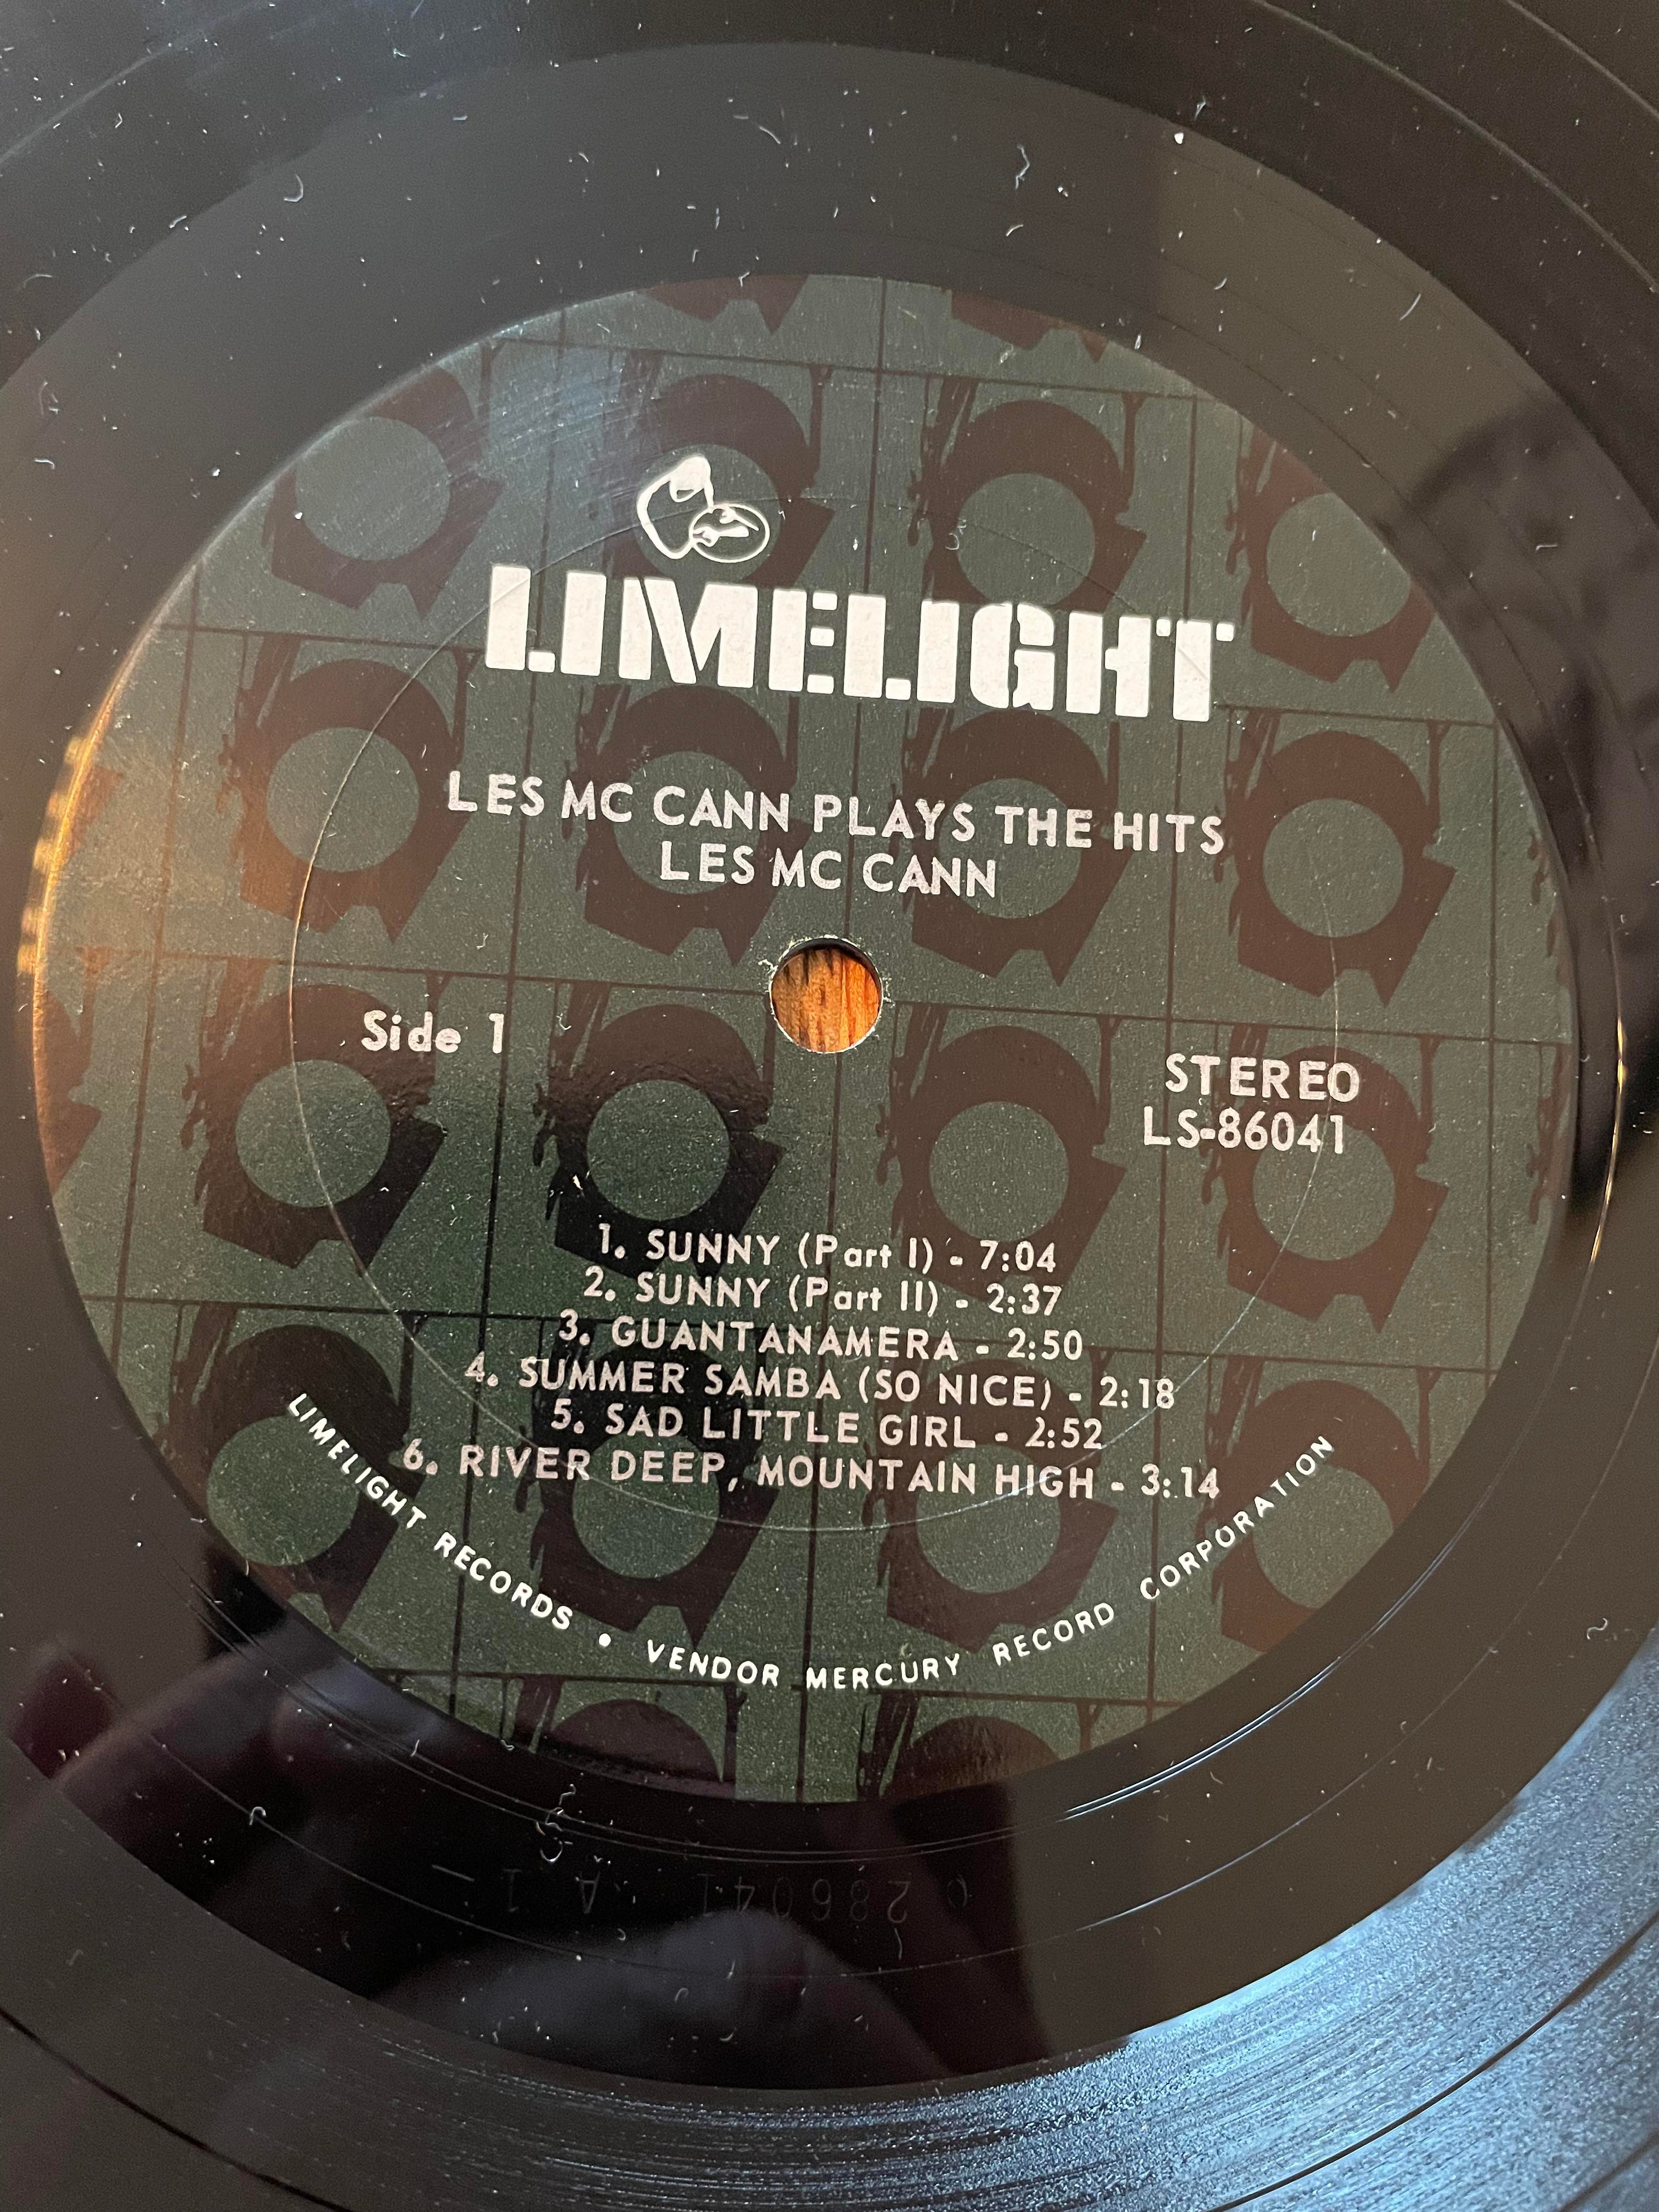 LIMELIGHT
LES MC CANN PLAYS THE HITS
LES MC CANN
Side 1
STEREO
LS-86041
1. SUNNY (Part I) - 7:04
2. SUNNY (Part II) - 2:37
3. GUANTANAMERA - 2:50
4. SUMMER SAMBA (SO NICE) - 2:18
5. SAD LITTLE GIRL - 2:52
6. RIVER DEEP, MOUNTAIN HIGH - 3:14
LIMELIGHT RECORDS • VENDOR MERCURY RECORD CORPORATION
286041 A 1